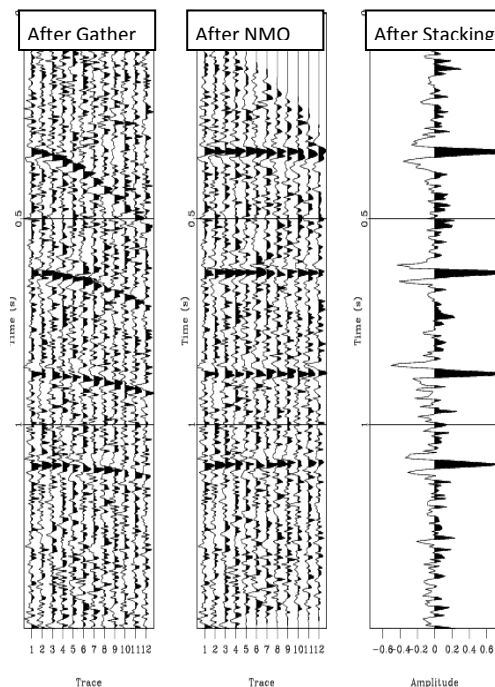 After Gather
After NMO
After Stacking
0
0
0
0.5
0.5
0.5
1
1
1
Time (s)
Time (s)
Time (s)
1 2 3 4 5 6 7 8 9 10 11 12
1 2 3 4 5 6 7 8 9 10 11 12
-0.6 -0.4 -0.2 0 0.2 0.4 0.6
Trace
Trace
Amplitude